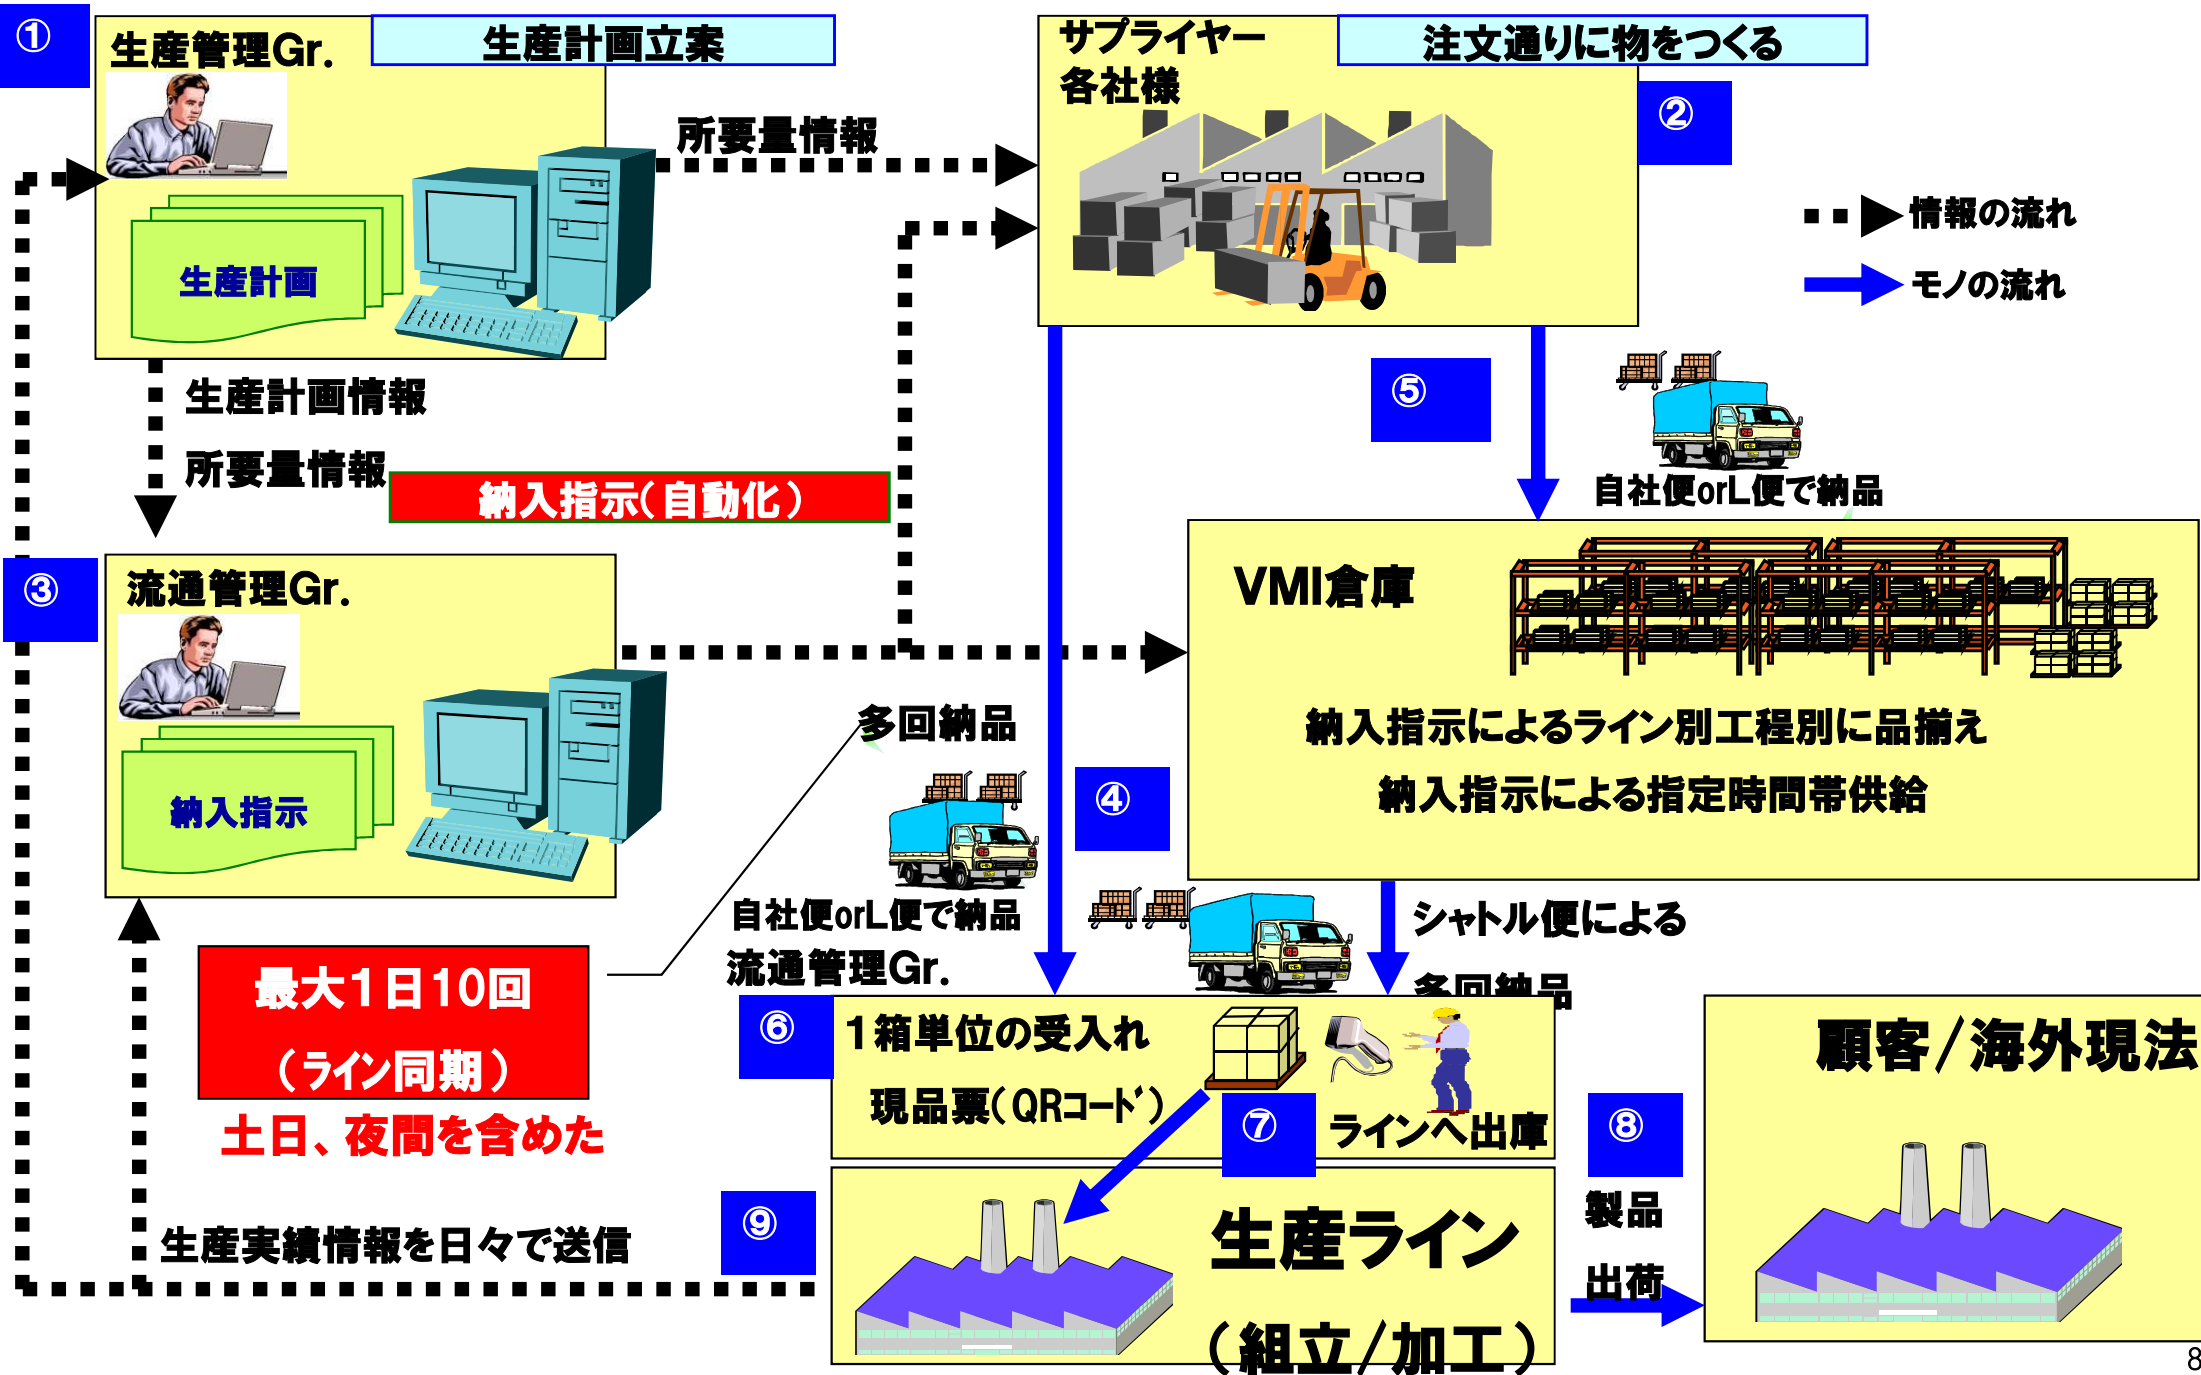 ①
生産管理Gr.
生産計画立案
生産計画
所要量情報
サプライヤー
各社様
注文通りに物をつくる
②
情報の流れ
モノの流れ
生産計画情報
所要量情報
納入指示(自動化)
⑤
自社便orL便で納品
③
流通管理Gr.
納入指示
VMI倉庫
納入指示によるライン別工程別に品揃え
納入指示による指定時間帯供給
多回納品
④
自社便orL便で納品
流通管理Gr.
シャトル便による
多回納品
最大1日10回
(ライン同期)
土日、夜間を含めた
⑥
1箱単位の受入れ
現品票(QRコード)
⑦
ラインへ出庫
⑧
製品
出荷
顧客/海外現法
生産実績情報を日々で送信
⑨
生産ライン
(組立/加工)
8